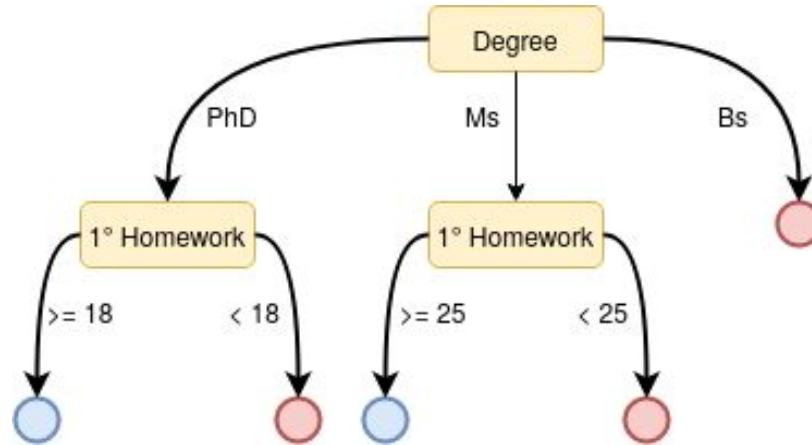 Degree
PhD
Ms
Bs
1° Homework
1° Homework
>= 18
< 18
>= 25
< 25